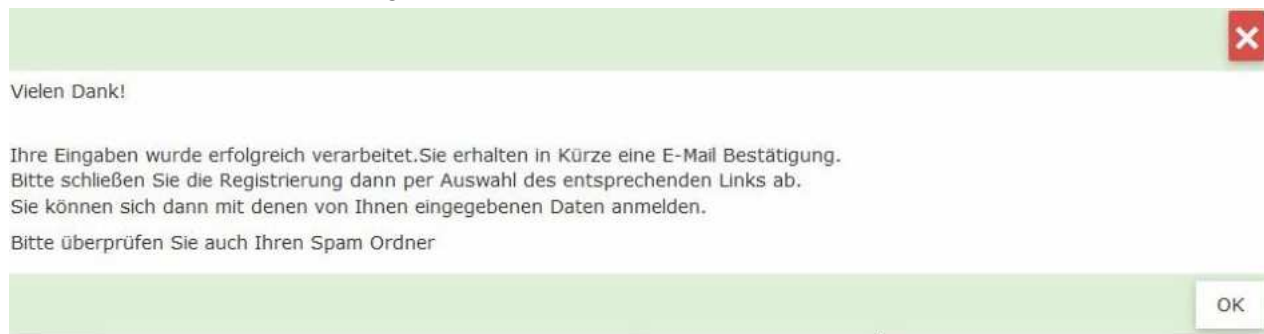 Vielen Dank!
Ihre Eingaben wurde erfolgreich verarbeitet.Sie erhalten in Kürze eine E-Mail Bestätigung.
Bitte schließen Sie die Registrierung dann per Auswahl des entsprechenden Links ab.
Sie können sich dann mit denen von Ihnen eingegebenen Daten anmelden.
Bitte überprüfen Sie auch Ihren Spam Ordner
OK